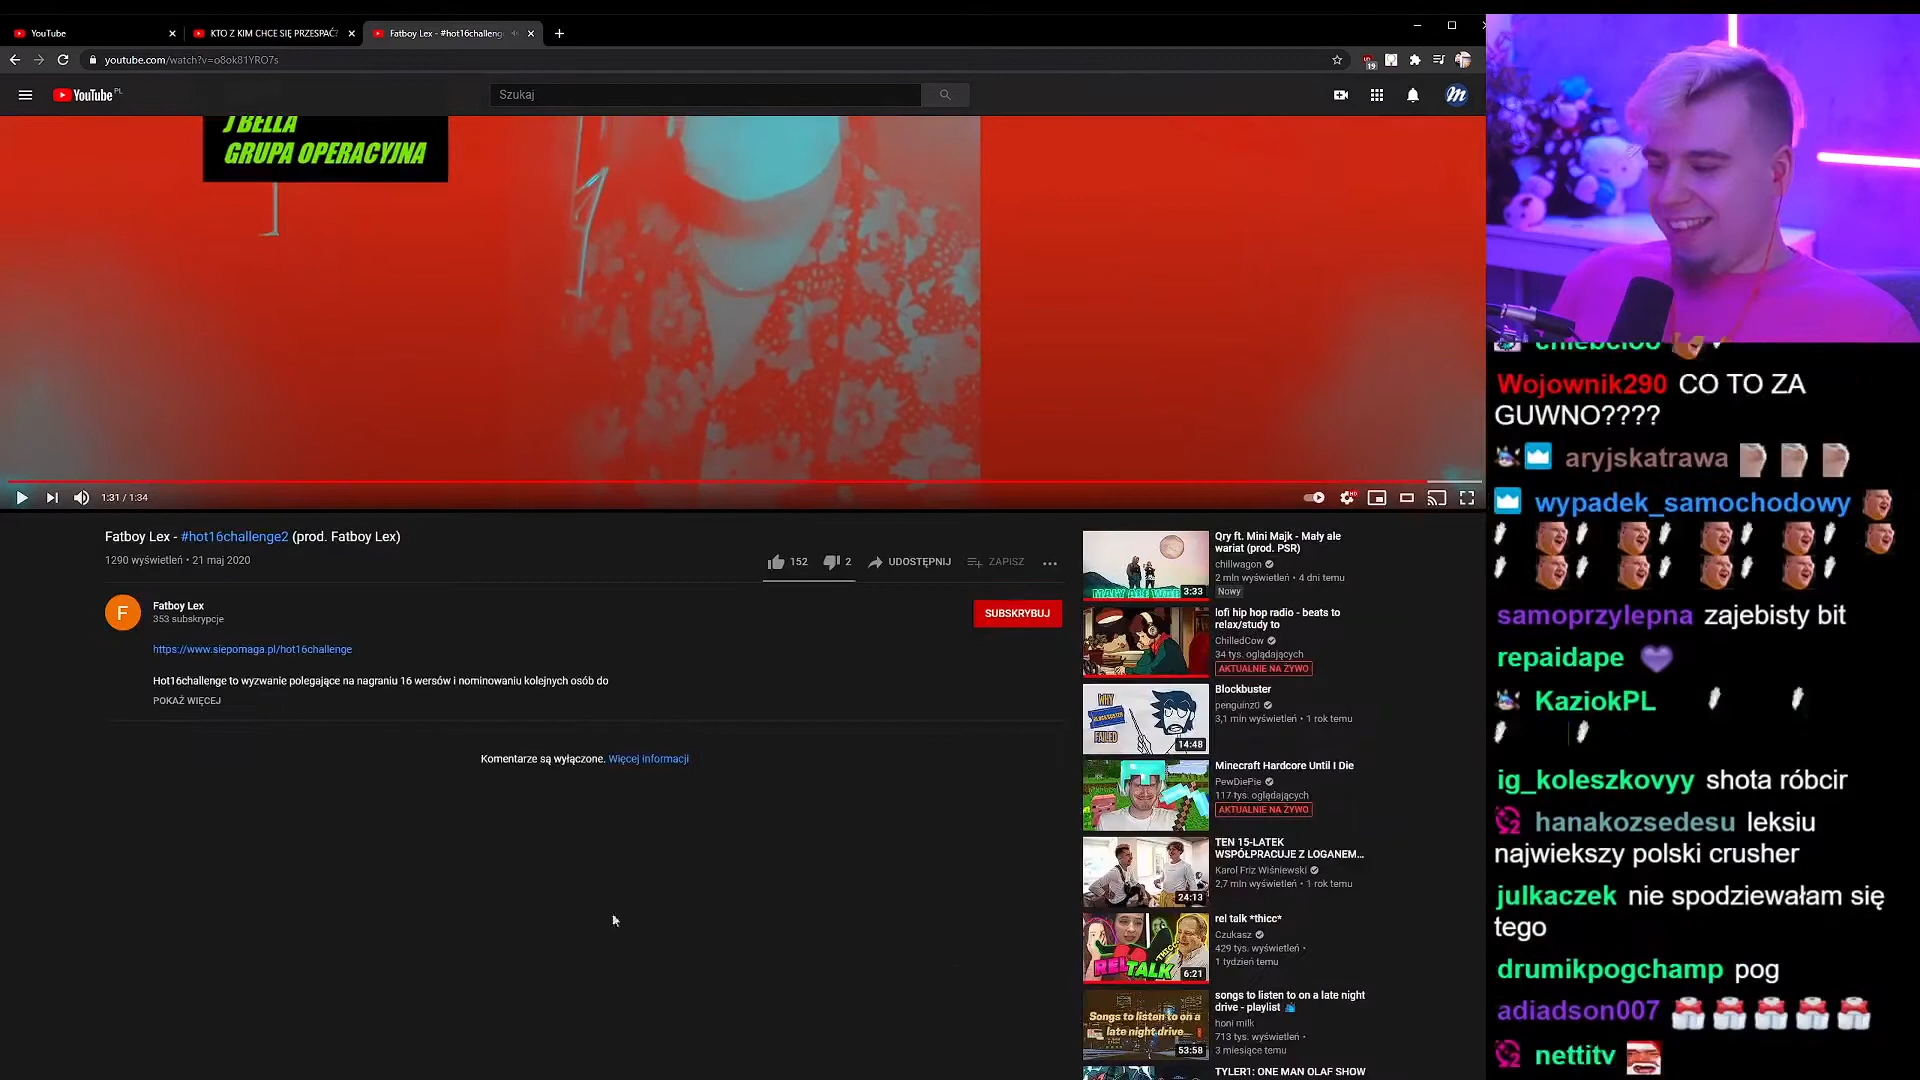 YouTube
KTO Z KIM CHCE SIĘ PRZESPAĆ?
Fatboy Lex - #hot16challeng
youtube.com/watch?v=o8ok81YRO7s
19
YouTube PL
Szukaj
J BELLA
GRUPA OPERACYJNA
1:31 / 1:34
Fatboy Lex - #hot16challenge2 (prod. Fatboy Lex)
1290 wyświetleń • 21 maj 2020
152
2
UDOSTĘPNIJ
ZAPISZ
F
Fatboy Lex
353 subskrypcje
SUBSKRYBUJ
https://www.siepomaga.pl/hot16challenge
Hot16challenge to wyzwanie polegające na nagraniu 16 wersów i nominowaniu kolejnych osób do
POKAŻ WIĘCEJ
Komentarze są wyłączone. Więcej informacji
MAŁY ALE WAR
3:33
Qry ft. Mini Majk - Mały ale
wariat (prod. PSR)
chillwagon
2 mln wyświetleń • 4 dni temu
Nowy
lofi hip hop radio - beats to
relax/study to
ChilledCow
34 tys. oglądających
AKTUALNIE NA ŻYWO
WHY
BLOCKBUSTER
FAILED
14:48
Blockbuster
penguinz0
3,1 mln wyświetleń • 1 rok temu
Minecraft Hardcore Until I Die
PewDiePie
117 tys. oglądających
AKTUALNIE NA ŻYWO
24:13
TEN 15-LATEK
WSPÓŁPRACUJE Z LOGANEM...
Karol Friz Wiśniewski
2,7 mln wyświetleń • 1 rok temu
REL TALK
*THICC*
6:21
rel talk *thicc*
Czukasz
429 tys. wyświetleń •
1 tydzień temu
Songs to listen to on a
late night drive...
53:58
songs to listen to on a late night
drive - playlist
honi milk
713 tys. wyświetleń •
3 miesiące temu
TYLER1: ONE MAN OLAF SHOW
Wojownik290 CO TO ZA
GUWNO????
aryjskatrawa
wypadek_samochodowy
samoprzylepna zajebisty bit
repaidape
KaziokPL
ig_koleszkovyy shota róbcir
hanakozsedesu leksiu
najwiekszy polski crusher
julkaczek nie spodziewałam się
tego
drumikpogchamp pog
adiadson007
nettitv